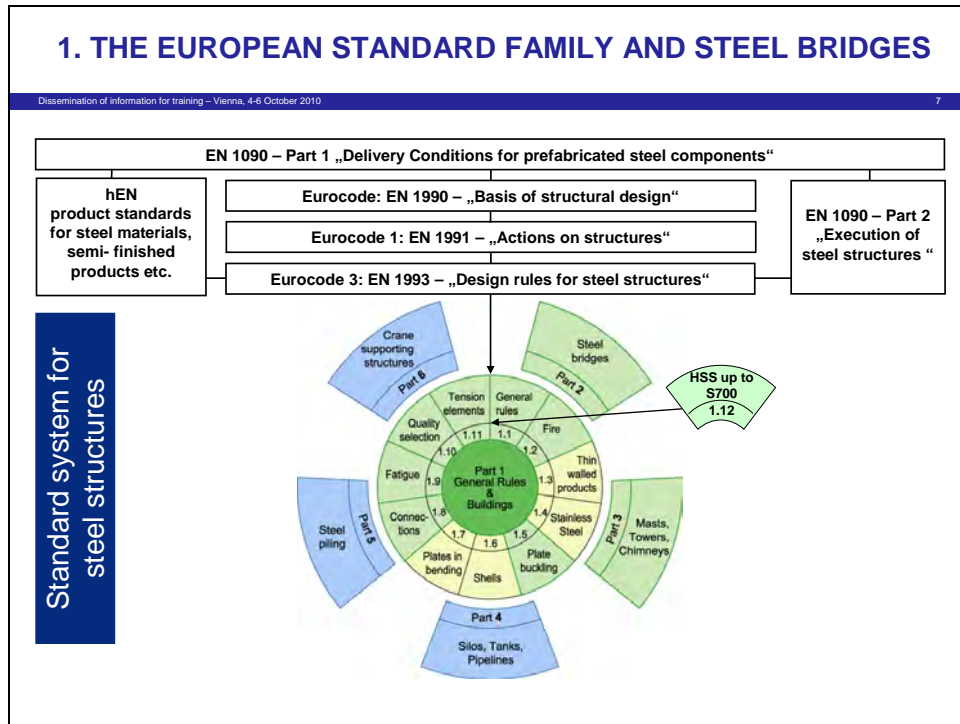 1. THE EUROPEAN STANDARD FAMILY AND STEEL BRIDGES
Dissemination of information for training – Vienna, 4-6 October 2010
7
EN 1090 – Part 1 „Delivery Conditions for prefabricated steel components“
hEN
product standards
for steel materials,
semi- finished
products etc.
Eurocode: EN 1990 – „Basis of structural design“
Eurocode 1: EN 1991 – „Actions on structures“
Eurocode 3: EN 1993 – „Design rules for steel structures“
EN 1090 – Part 2
„Execution of
steel structures “
Standard system for
steel structures
Crane
supporting
structures
Part 6
Steel
bridges
Part 2
HSS up to
S700
1.12
Tension
elements
1.11
General
rules
1.1
Fire
1.2
Thin
walled
products
1.3
Stainless
Steel
1.4
Plate
buckling
1.5
Shells
1.6
Plates in
bending
1.7
Connec-
tions
1.8
Fatigue
1.9
Quality
selection
1.10
Part 1
General Rules
&
Buildings
Steel
piling
Part 5
Part 3
Masts,
Towers,
Chimneys
Part 4
Silos, Tanks,
Pipelines